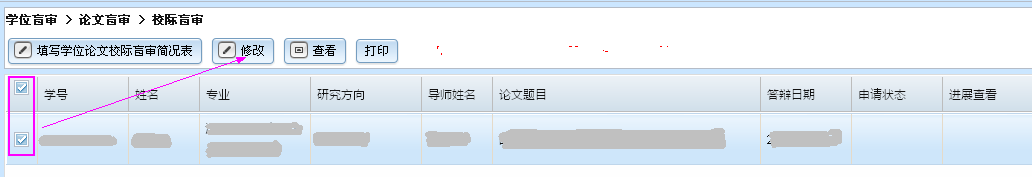 学位盲审 > 论文盲审 > 校际盲审
填写学位论文校际盲审简况表 修改 查看 打印
学号 姓名 专业 研究方向 导师姓名 论文题目 答辩日期 申请状态 进展查看